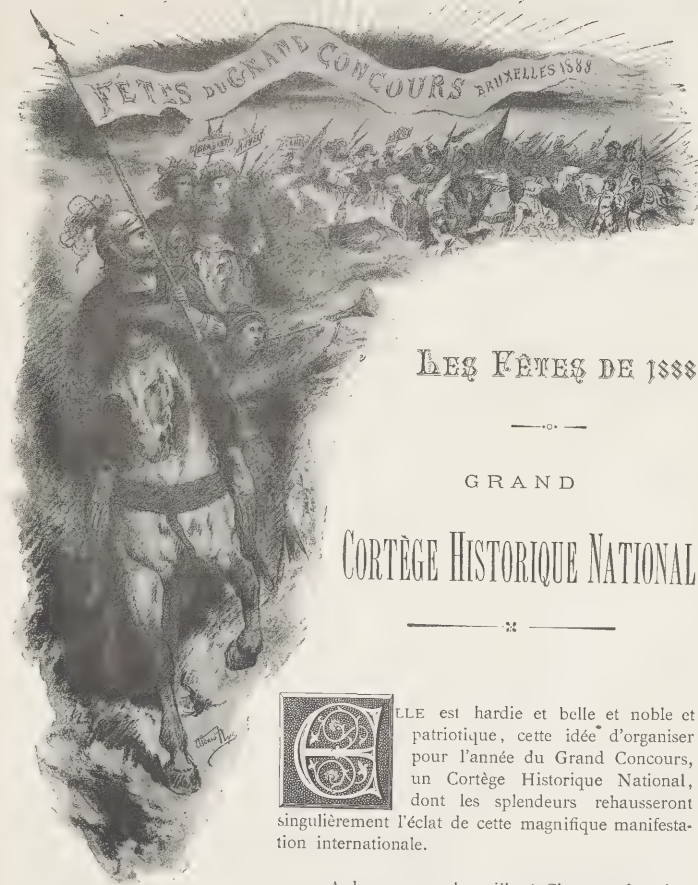 FÊTES DU GRAND CONCOURS BRUXELLES 1888
LES FÊTES DE 1888
GRAND
CORTÈGE HISTORIQUE NATIONAL
ELLE est hardie et belle et noble et
patriotique, cette idée d'organiser
pour l'année du Grand Concours,
un Cortège Historique National,
dont les splendeurs rehausseront
singulièrement l'éclat de cette magnifique manifesta-
tion internationale.